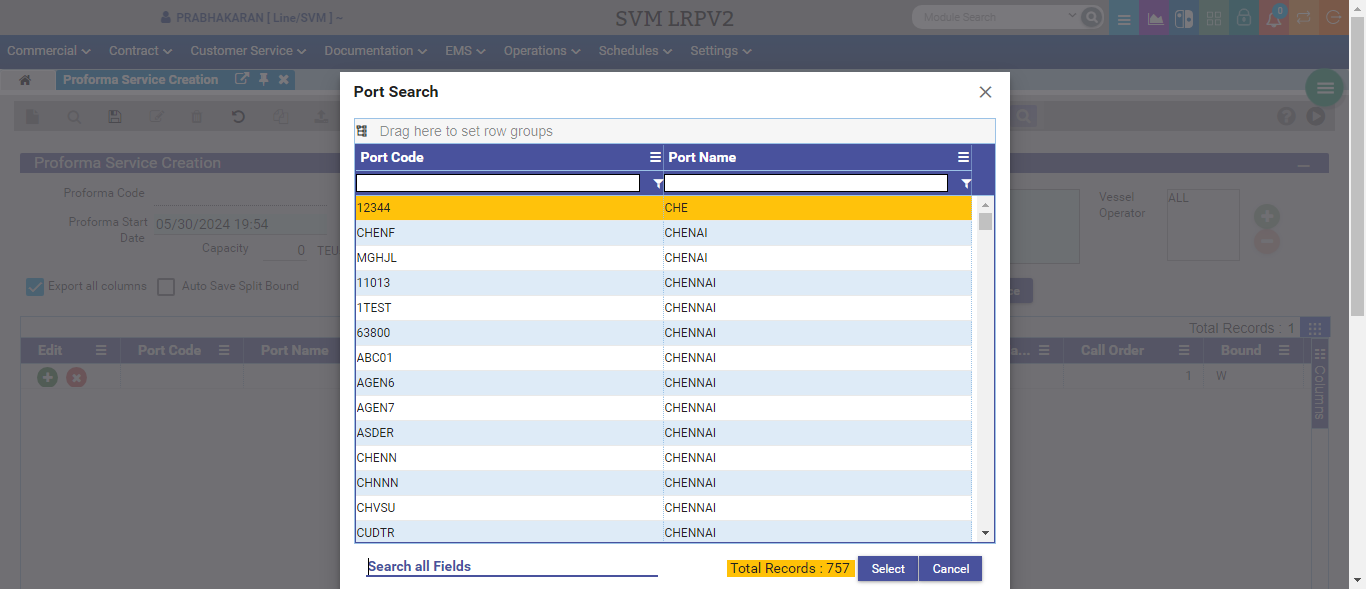 PRABHAKARAN [ Line/SVM ] ~
SVM LRPV2
Module Search
0
Commercial
Contract
Customer Service
Documentation
EMS
Operations
Schedules
Settings
Proforma Service Creation
Port Search
Drag here to set row groups
Port Code Port Name
12344 CHE
CHENF CHENAI
MGHJL CHENAI
11013 CHENNAI
1TEST CHENNAI
63800 CHENNAI
ABC01 CHENNAI
AGEN6 CHENNAI
AGEN7 CHENNAI
ASDER CHENNAI
CHENN CHENNAI
CHNNN CHENNAI
CHVSU CHENNAI
CUDTR CHENNAI
Search all Fields
Total Records : 757
Select
Cancel
Proforma Service Creation
Proforma Code
Proforma Start
Date
05/30/2024 19:54
Capacity
0 TEU
Export all columns
Auto Save Split Bound
Vessel
Operator
ALL
Total Records : 1
Edit Port Code Port Name
a... Call Order Bound
1 W
Columns